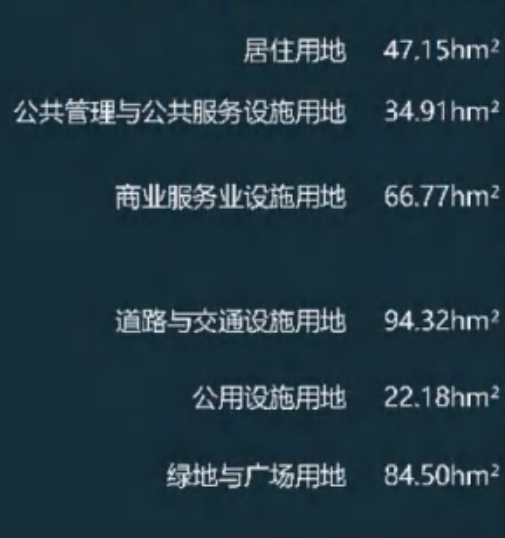 居住用地 47.15hm²
公共管理与公共服务设施用地 34.91hm²
商业服务业设施用地 66.77hm²
道路与交通设施用地 94.32hm²
公用设施用地 22.18hm²
绿地与广场用地 84.50hm²